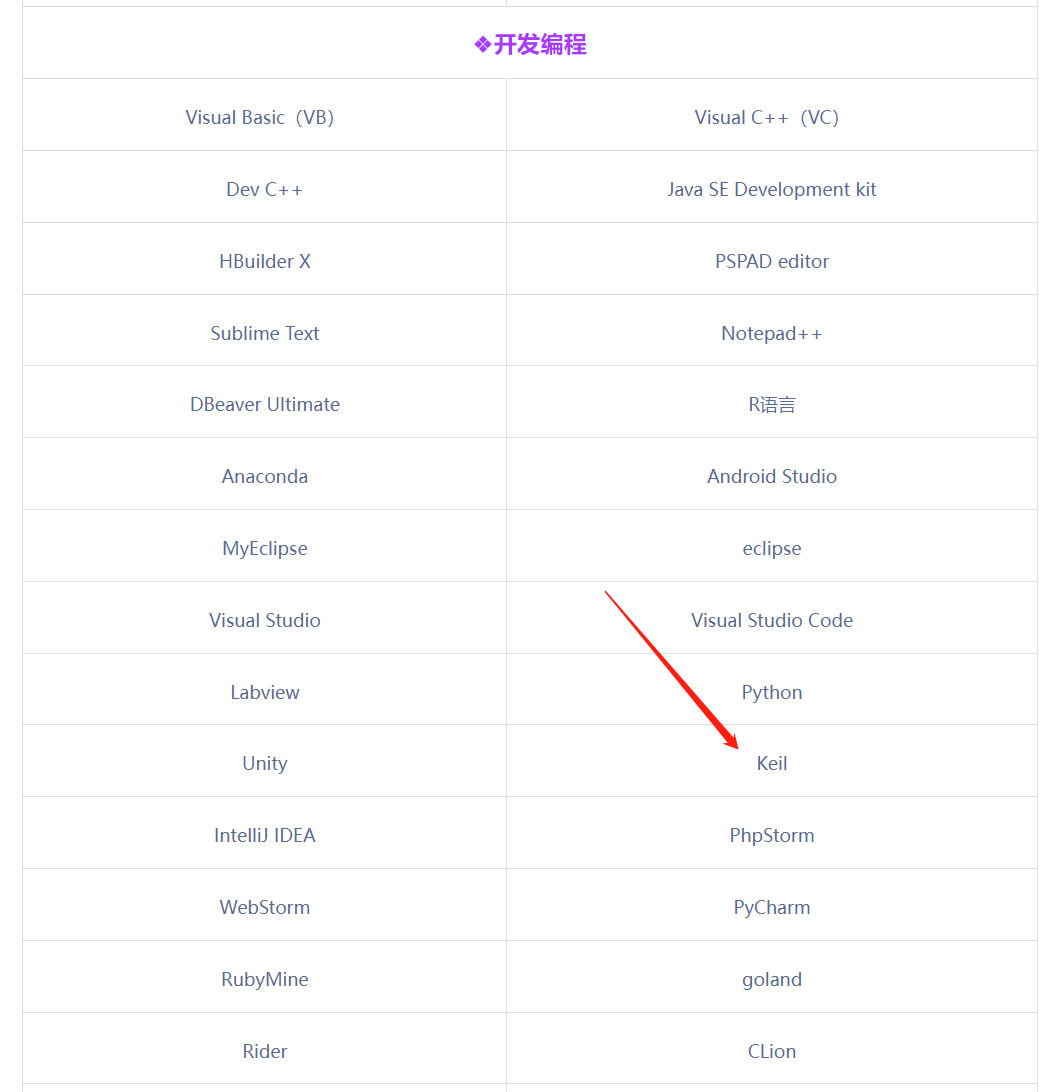 ❖开发编程
Visual Basic（VB） Visual C++（VC）
Dev C++ Java SE Development kit
HBuilder X PSPAD editor
Sublime Text Notepad++
DBeaver Ultimate R语言
Anaconda Android Studio
MyEclipse eclipse
Visual Studio Visual Studio Code
Labview Python
Unity Keil
IntelliJ IDEA PhpStorm
WebStorm PyCharm
RubyMine goland
Rider CLion